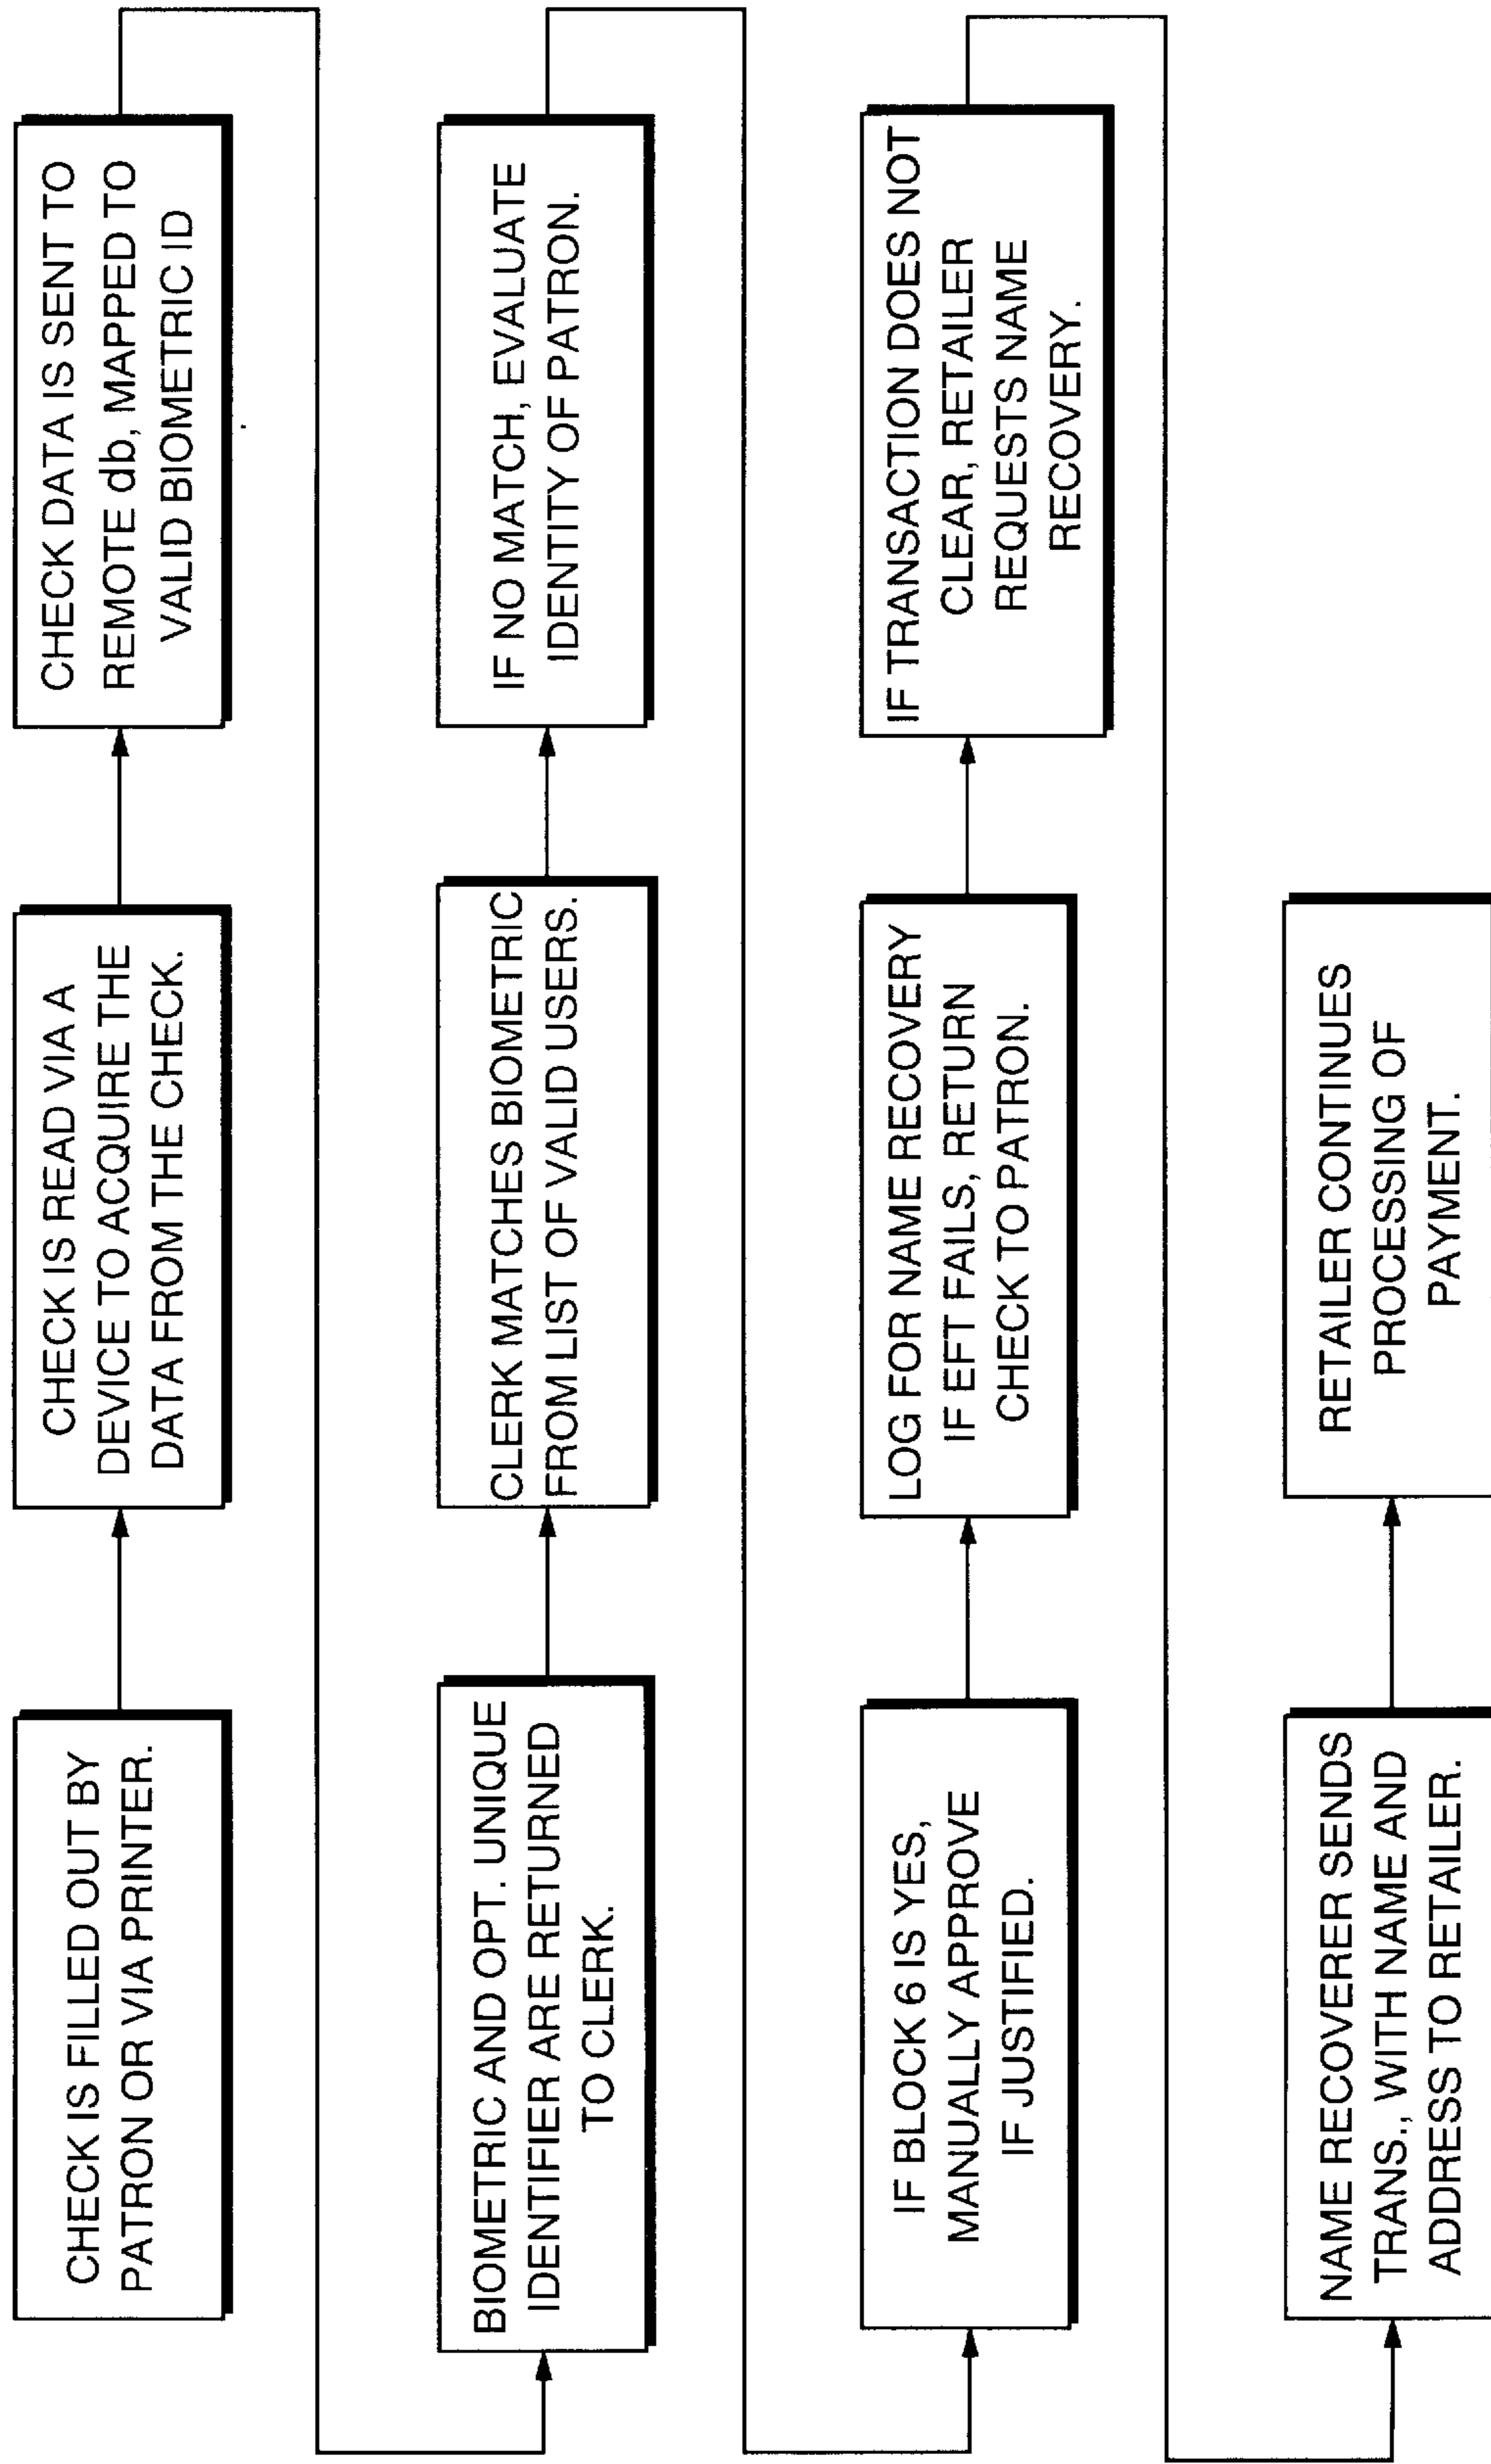 CHECK IS FILLED OUT BY
PATRON OR VIA PRINTER.
CHECK IS READ VIA A
DEVICE TO ACQUIRE THE
DATA FROM THE CHECK.
CHECK DATA IS SENT TO
REMOTE db, MAPPED TO
VALID BIOMETRIC ID
BIOMETRIC AND OPT. UNIQUE
IDENTIFIER ARE RETURNED
TO CLERK.
CLERK MATCHES BIOMETRIC
FROM LIST OF VALID USERS.
IF NO MATCH, EVALUATE
IDENTITY OF PATRON.
IF BLOCK 6 IS YES,
MANUALLY APPROVE
IF JUSTIFIED.
LOG FOR NAME RECOVERY
IF EFT FAILS, RETURN
CHECK TO PATRON.
IF TRANSACTION DOES NOT
CLEAR, RETAILER
REQUESTS NAME
RECOVERY.
NAME RECOVERER SENDS
TRANS., WITH NAME AND
ADDRESS TO RETAILER.
RETAILER CONTINUES
PROCESSING OF
PAYMENT.